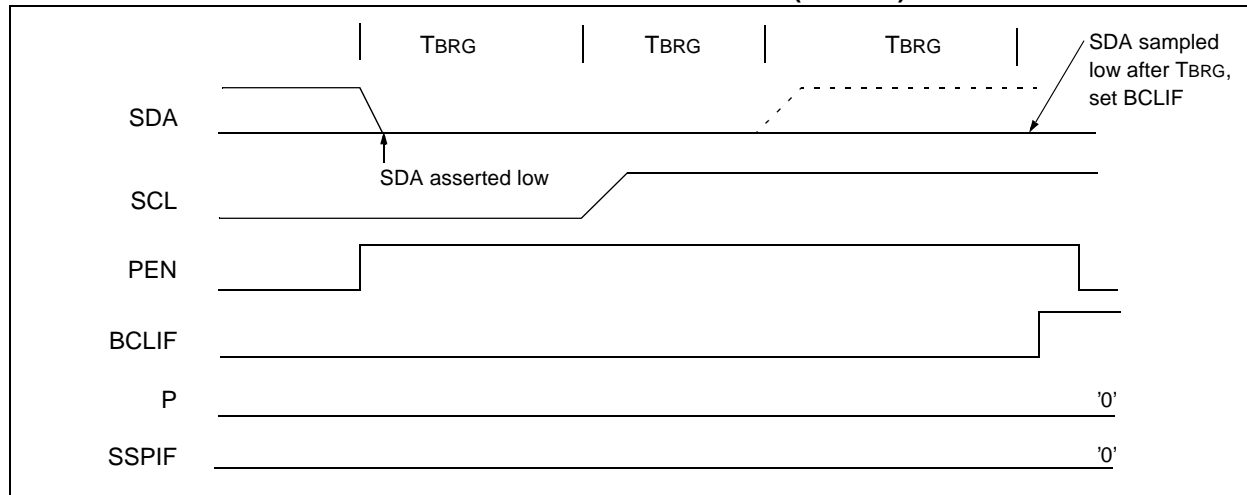 TBRG TBRG TBRG
SDA sampled
low after TBRG,
set BCLIF
SDA
SDA asserted low
SCL
PEN
BCLIF
P '0'
SSPIF '0'